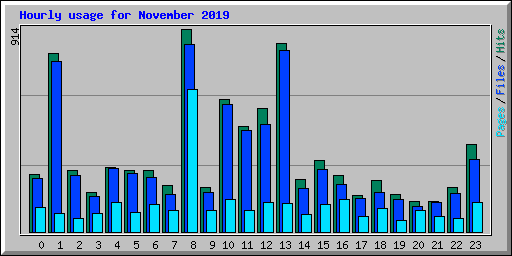 Hourly usage for November 2019
914
Pages / Files / Hits
0 1 2 3 4 5 6 7 8 9 10 11 12 13 14 15 16 17 18 19 20 21 22 23